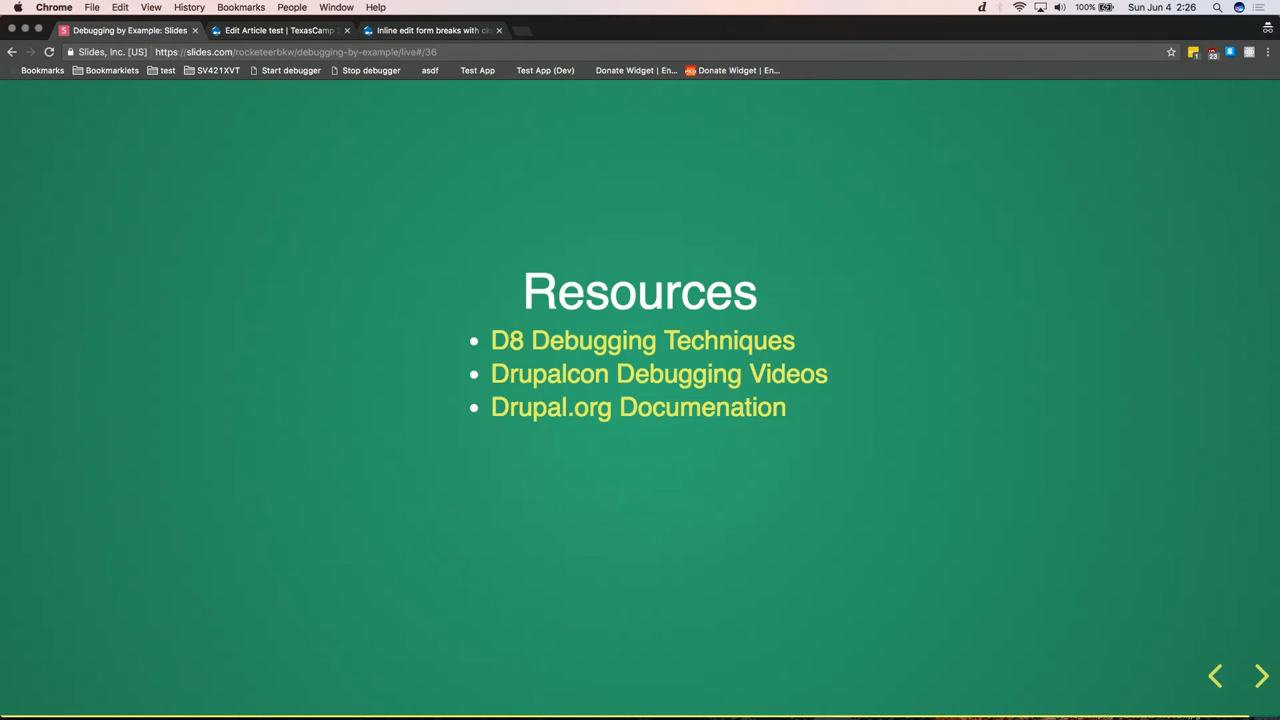 Chrome File Edit View History Bookmarks People Window Help d 100% Sun Jun 4 2:26
S Debugging by Example: Slides Edit Article test | TexasCamp Inline edit form breaks with
Slides, Inc. [US] https://slides.com/rocketeerbkw/debugging-by-example/live#/36 1 23 S
Bookmarks Bookmarklets test SV421XVT Start debugger Stop debugger asdf Test App Test App (Dev) Donate Widget | En... Donate Widget | En...
Resources
• D8 Debugging Techniques
• Drupalcon Debugging Videos
• Drupal.org Documenation